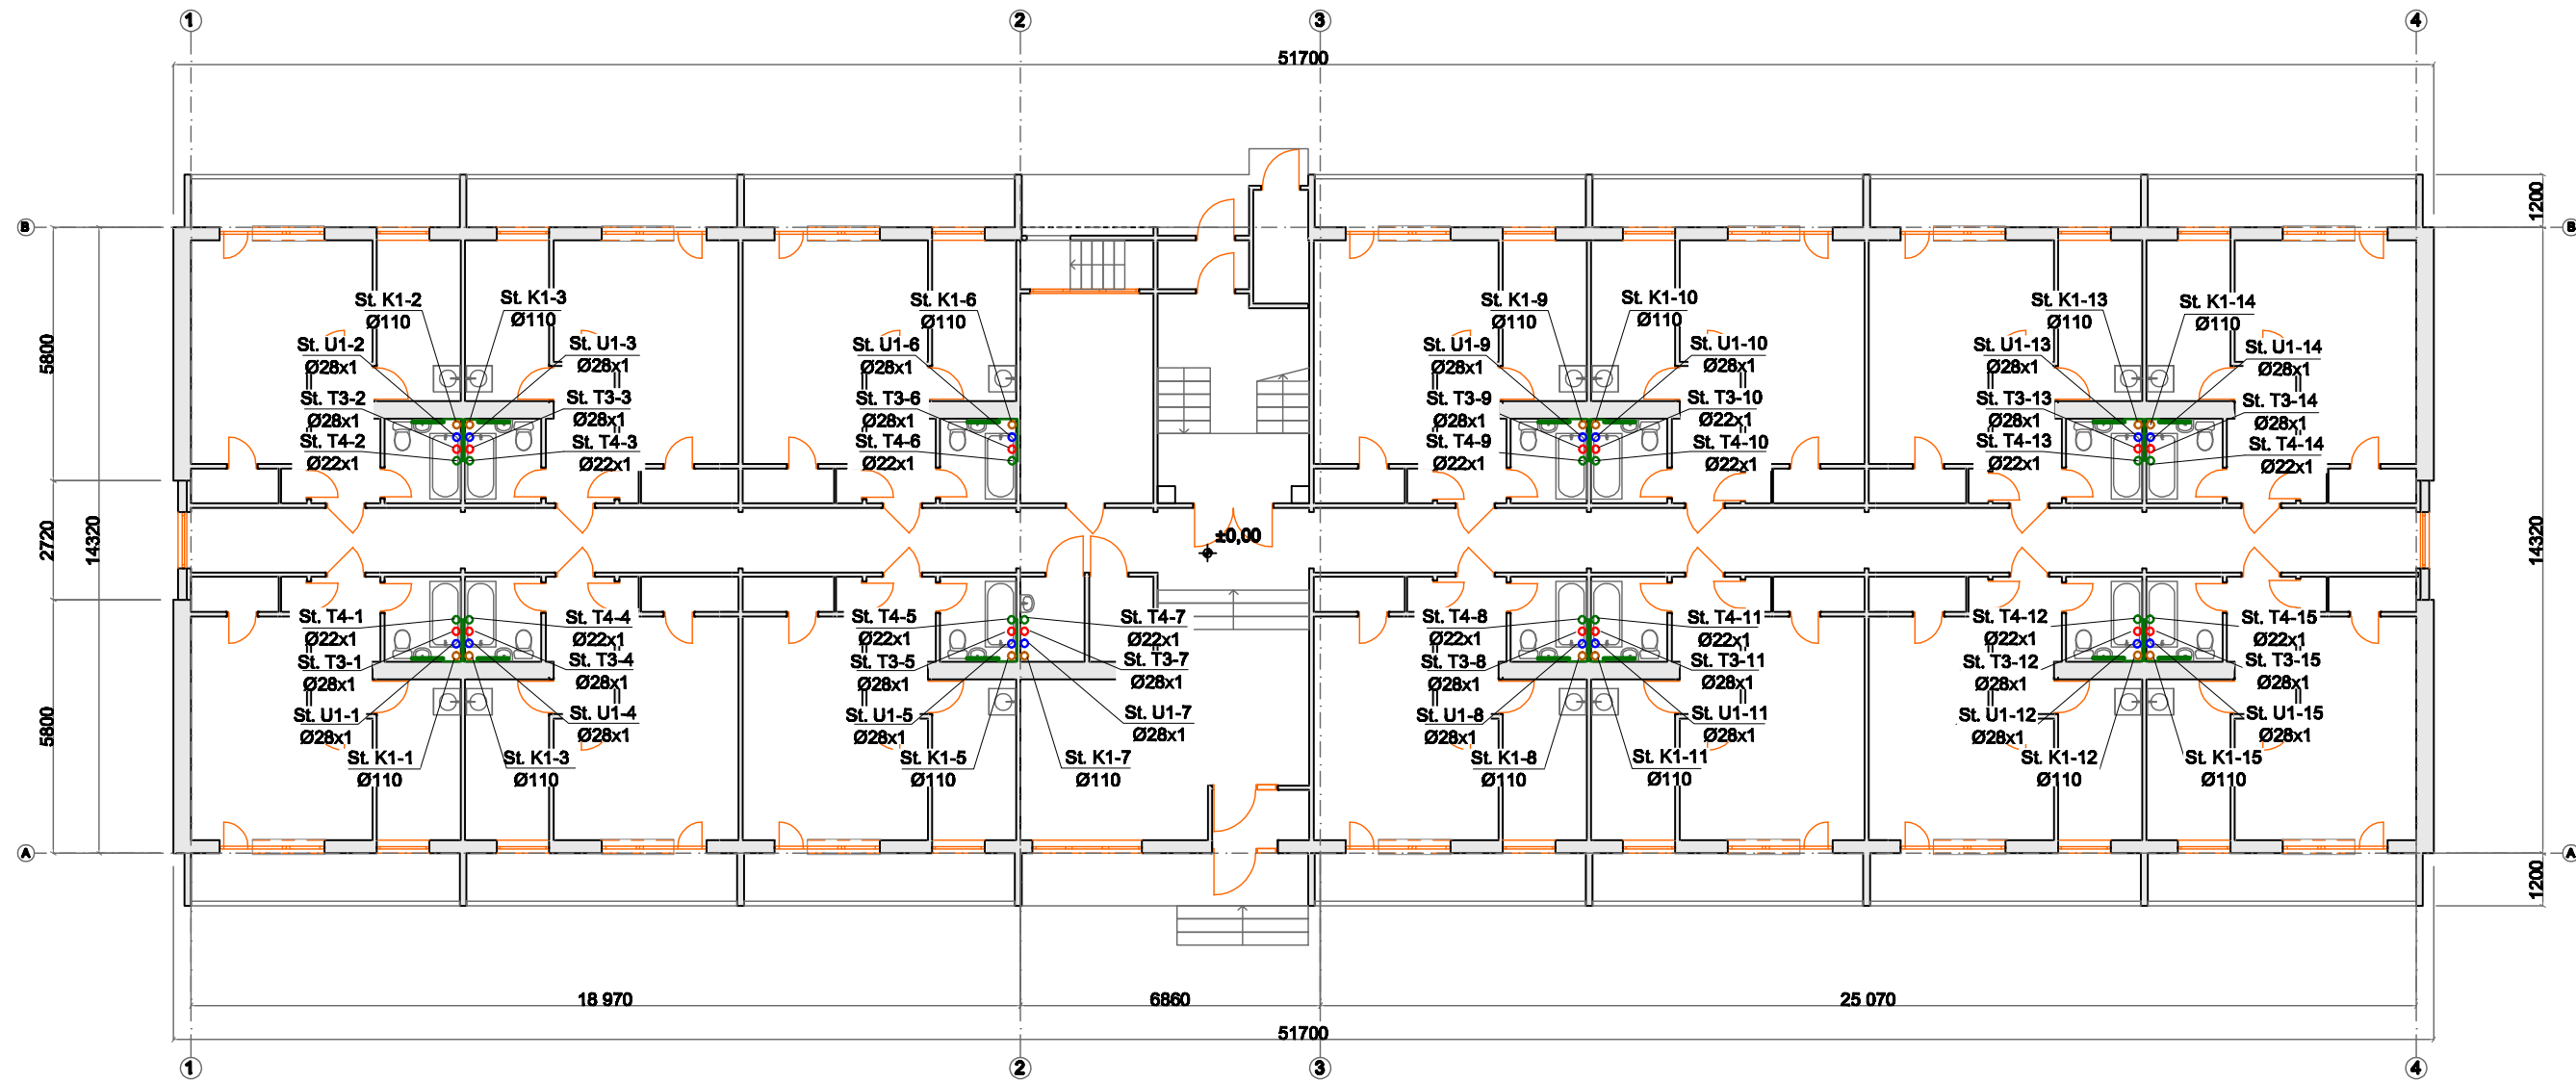 1
2
3
4
51700
1200
B
B
St. K1-2
Ø110
St. K1-3
Ø110
St. K1-6
Ø110
St. K1-9
Ø110
St. K1-10
Ø110
St. K1-13
Ø110
St. K1-14
Ø110
5800
St. U1-2
Ø28x1
St. U1-3
Ø28x1
St. U1-6
Ø28x1
St. U1-9
Ø28x1
St. U1-10
Ø28x1
St. U1-13
Ø28x1
St. U1-14
Ø28x1
St. T3-2
Ø28x1
St. T3-3
Ø28x1
St. T3-6
Ø28x1
St. T3-9
Ø28x1
St. T3-10
Ø22x1
St. T3-13
Ø28x1
St. T3-14
Ø28x1
St. T4-2
Ø22x1
St. T4-3
Ø22x1
St. T4-6
Ø22x1
St. T4-9
Ø22x1
St. T4-10
Ø22x1
St. T4-13
Ø22x1
St. T4-14
Ø22x1
2720
14320
±0,00
14320
St. T4-1
Ø22x1
St. T4-4
Ø22x1
St. T4-5
Ø22x1
St. T4-7
Ø22x1
St. T4-8
Ø22x1
St. T4-11
Ø22x1
St. T4-12
Ø22x1
St. T4-15
Ø22x1
St. T3-1
Ø28x1
St. T3-4
Ø28x1
St. T3-5
Ø28x1
St. T3-7
Ø28x1
St. T3-8
Ø28x1
St. T3-11
Ø28x1
St. T3-12
Ø28x1
St. T3-15
Ø28x1
5800
St. U1-1
Ø28x1
St. U1-4
Ø28x1
St. U1-5
Ø28x1
St. U1-7
Ø28x1
St. U1-8
Ø28x1
St. U1-11
Ø28x1
St. U1-12
Ø28x1
St. U1-15
Ø28x1
St. K1-1
Ø110
St. K1-3
Ø110
St. K1-5
Ø110
St. K1-7
Ø110
St. K1-8
Ø110
St. K1-11
Ø110
St. K1-12
Ø110
St. K1-15
Ø110
A
A
1200
18 970
6860
25 070
51700
1
2
3
4